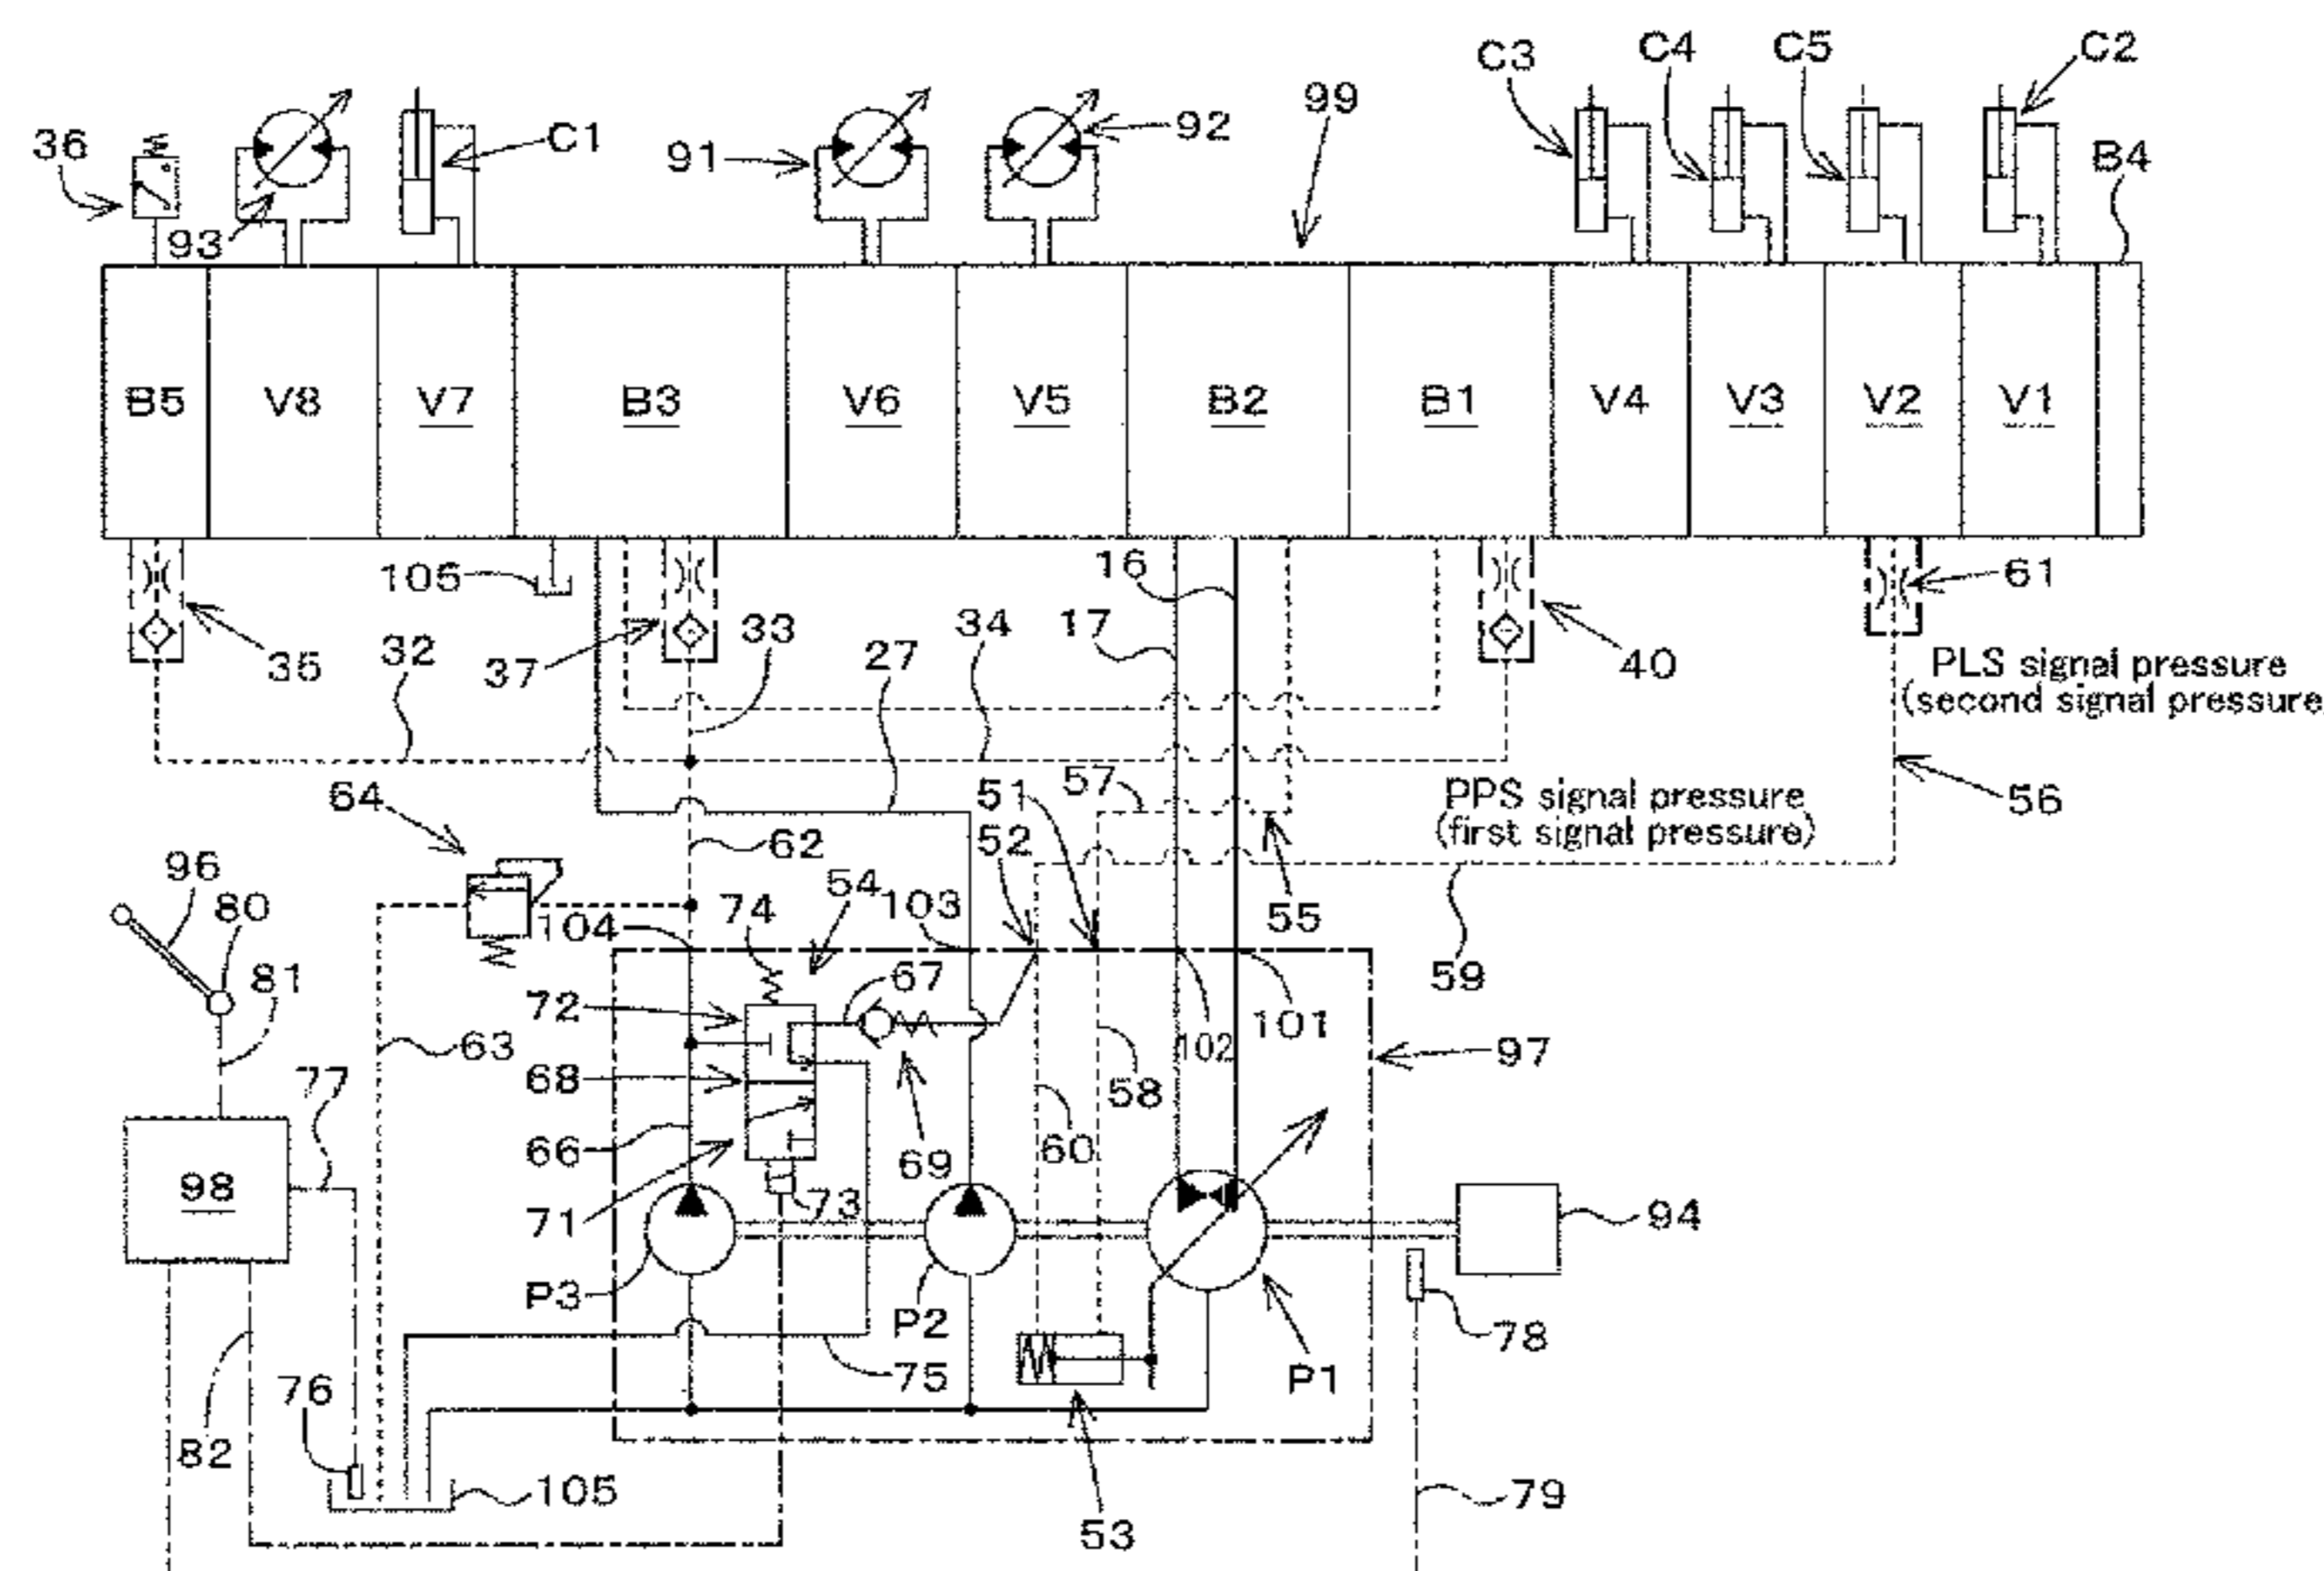 C3 C4 C5 C2
99
36 C1 91 92 B4
93
B5 V8 V7 B3 V6 V5 B2 B1 V4 V3 V2 V1
105 16 61
35 32 37 33 27 34 17 40
PLS signal pressure
(second signal pressure
64 51 57 56
PPS signal pressure
(first signal pressure)
62 52
96 80 54 103 55
104 74 59
81 72 67
63 102 101 97
77 68 58
66 69 60
98 71 73 94
P3 P2 78
75 P1
76
82
105 79
53